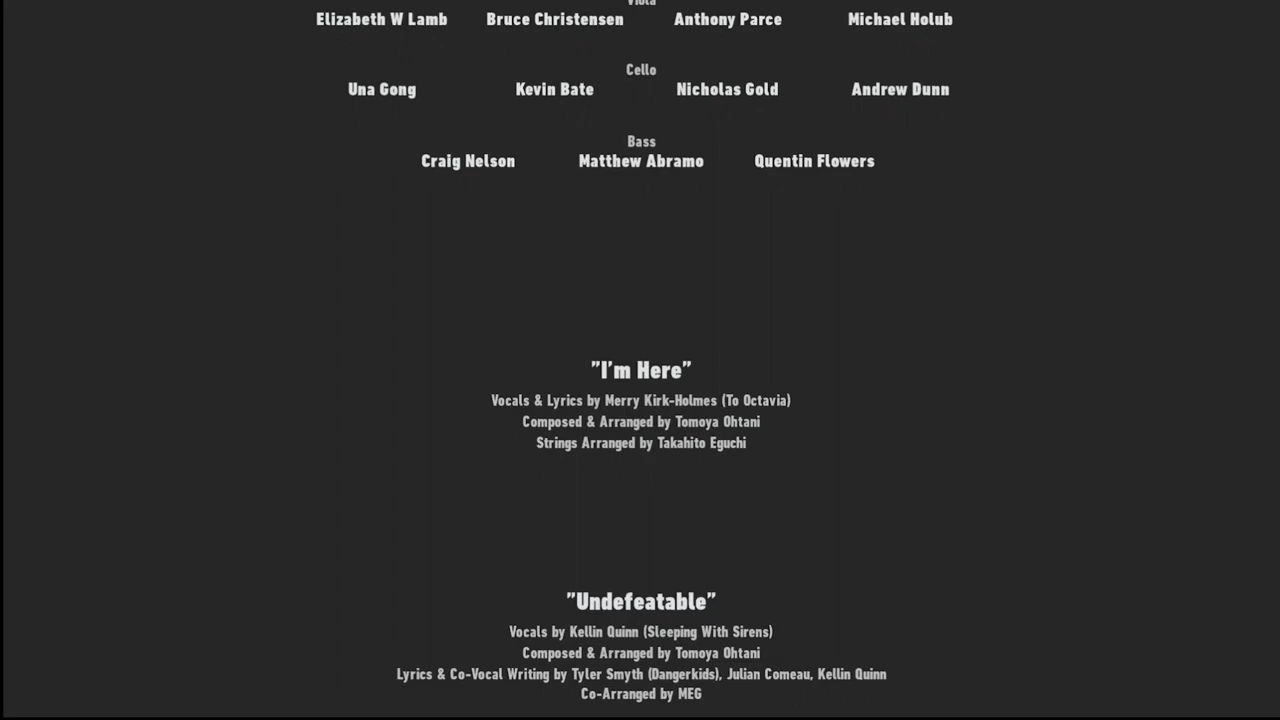 Viola
Elizabeth W Lamb Bruce Christensen Anthony Parce Michael Holub
Cello
Una Gong Kevin Bate Nicholas Gold Andrew Dunn
Bass
Craig Nelson Matthew Abramo Quentin Flowers
"I'm Here"
Vocals & Lyrics by Merry Kirk-Holmes (To Octavia)
Composed & Arranged by Tomoya Ohtani
Strings Arranged by Takahito Eguchi
"Undefeatable"
Vocals by Kellin Quinn (Sleeping With Sirens)
Composed & Arranged by Tomoya Ohtani
Lyrics & Co-Vocal Writing by Tyler Smyth (Dangerkids), Julian Comeau, Kellin Quinn
Co-Arranged by MEG